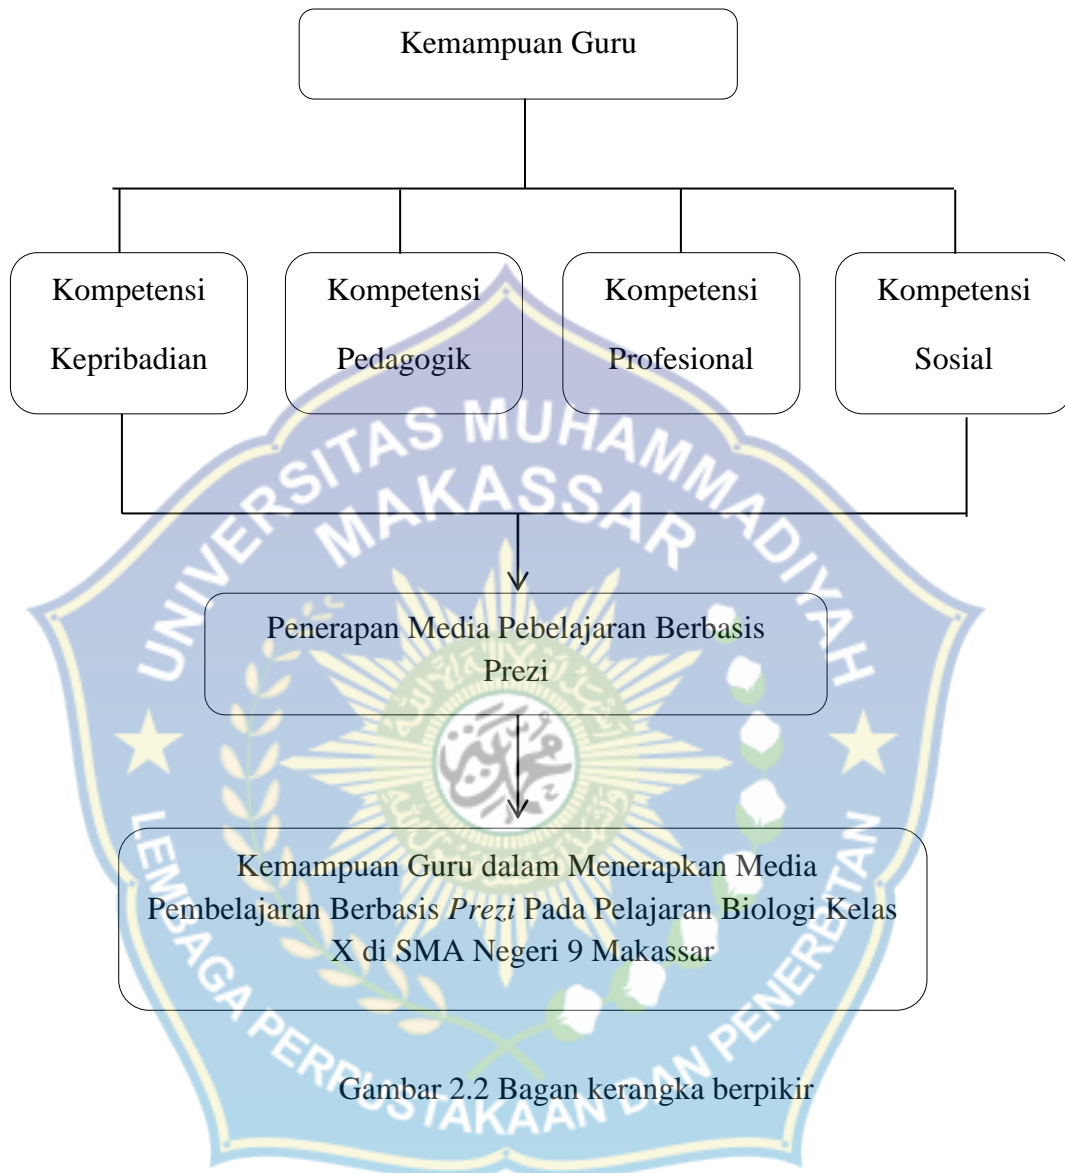 Kemampuan Guru
Kompetensi
Kepribadian
Kompetensi
Pedagogik
Kompetensi
Profesional
Kompetensi
Sosial
UNIVERSITAS MUHAMMADIYAH
MAKASSAR
Penerapan Media Pebelajaran Berbasis
Prezi
Kemampuan Guru dalam Menerapkan Media
Pembelajaran Berbasis Prezi Pada Pelajaran Biologi Kelas
X di SMA Negeri 9 Makassar
LEMBAGA PERPUSTAKAAN DAN PENERBITAN
Gambar 2.2 Bagan kerangka berpikir